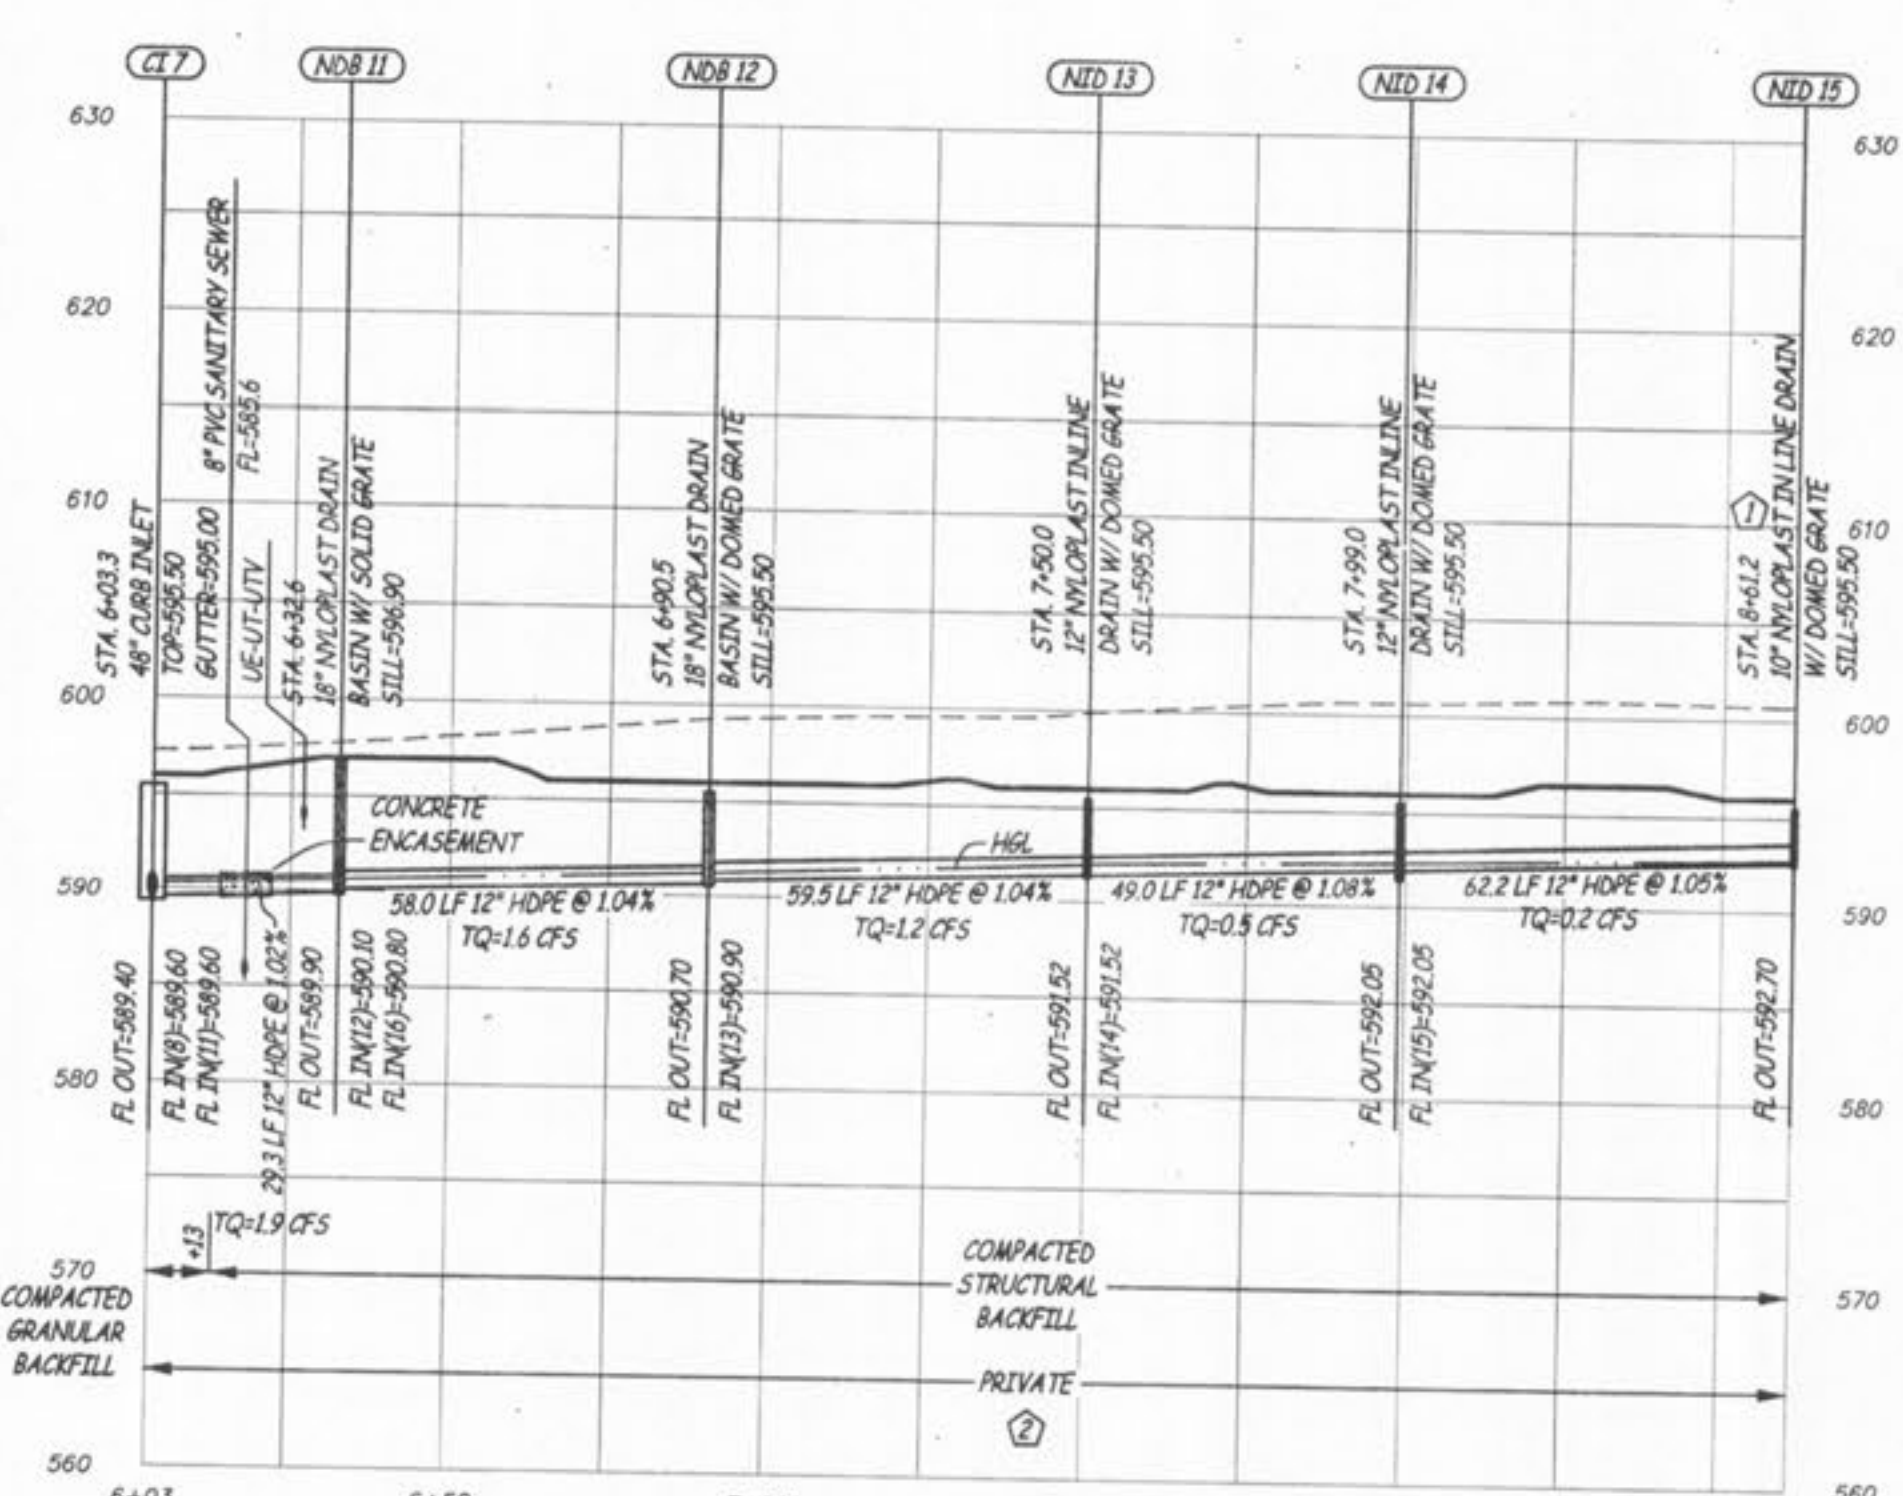 CI 7
NDB 11
NDB 12
NID 13
NID 14
NID 15
630
630
620
620
610
610
600
600
590
590
580
580
570
570
560
560
STA. 6+03.3
48" CURB INLET
TOP=595.50
GUTTER=595.00
8" PVC SANITARY SEWER
FL=585.6
UE-UT-UTV
STA. 6+32.6
18" NYLOPLAST DRAIN
BASIN W/ SOLID GRATE
SILL=596.90
STA. 6+90.5
18" NYLOPLAST DRAIN
BASIN W/ DOMED GRATE
SILL=595.50
STA. 7+50.0
12" NYLOPLAST INLINE
DRAIN W/ DOMED GRATE
SILL=595.50
STA. 7+99.0
12" NYLOPLAST INLINE
DRAIN W/ DOMED GRATE
SILL=595.50
1
STA. 8+61.2
10" NYLOPLAST IN LINE DRAIN
W/ DOMED GRATE
SILL=595.50
CONCRETE
ENCASEMENT
HGL
58.0 LF 12" HDPE @ 1.04%
TQ=1.6 CFS
59.5 LF 12" HDPE @ 1.04%
TQ=1.2 CFS
49.0 LF 12" HDPE @ 1.08%
TQ=0.5 CFS
62.2 LF 12" HDPE @ 1.05%
TQ=0.2 CFS
FL OUT=589.40
FL IN(8)=589.60
FL IN(11)=589.60
29.3 LF 12" HDPE @ 1.02%
FL OUT=589.90
FL IN(12)=590.10
FL IN(16)=590.80
FL OUT=590.70
FL IN(13)=590.90
FL OUT=591.52
FL IN(14)=591.52
FL OUT=592.05
FL IN(15)=592.05
FL OUT=592.70
+13
TQ=1.9 CFS
COMPACTED
GRANULAR
BACKFILL
COMPACTED
STRUCTURAL
BACKFILL
PRIVATE
2
6+03
6+50